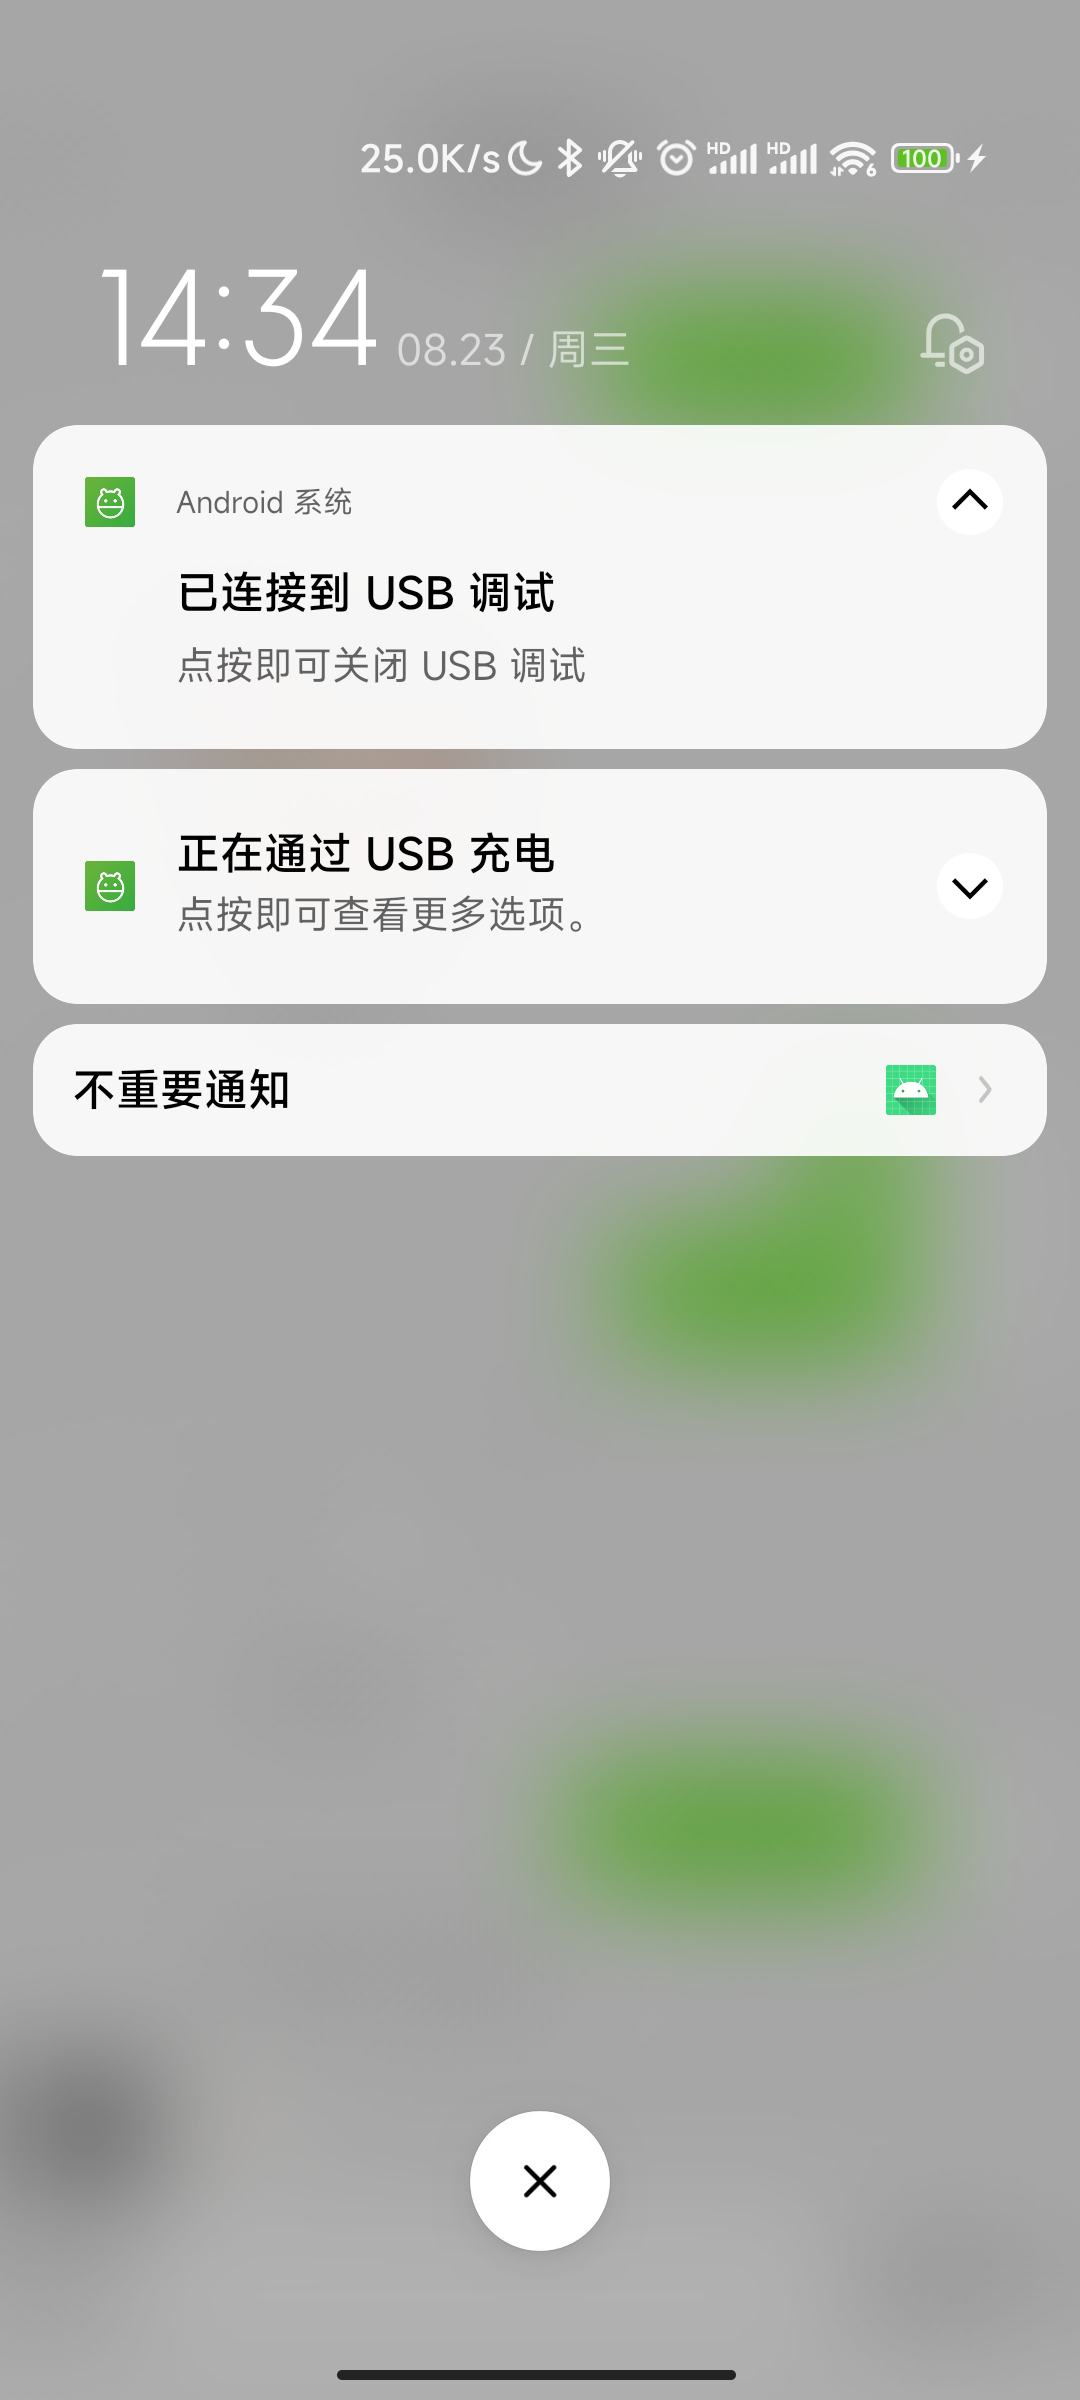 25.0K/s HD HD 6 100
14:34 08.23 / 周三
Android 系统
已连接到 USB 调试
点按即可关闭 USB 调试
正在通过 USB 充电
点按即可查看更多选项。
不重要通知